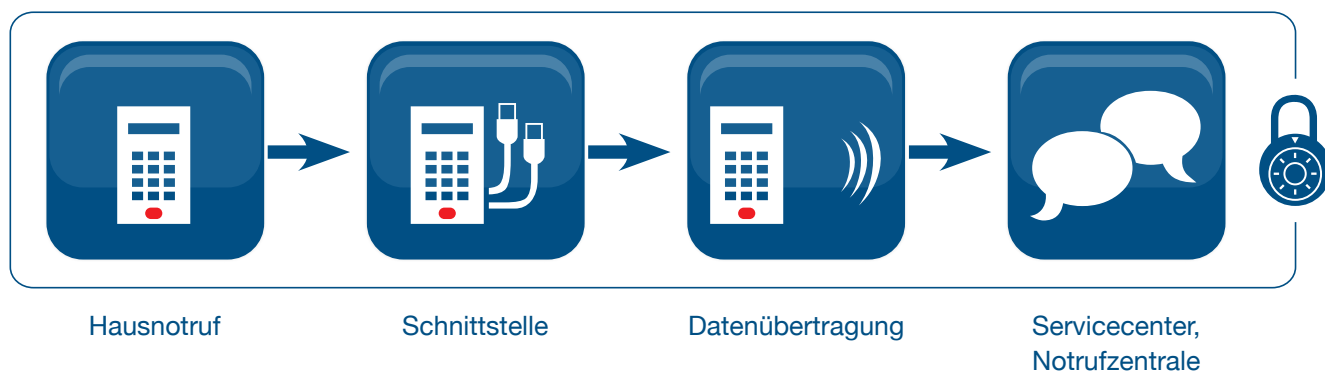 Hausnotruf
Schnittstelle
Datenübertragung
Servicecenter,
Notrufzentrale